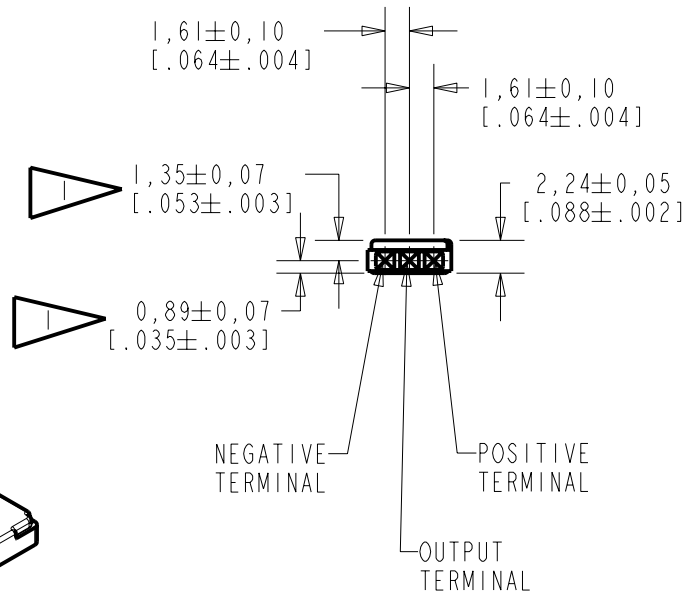 1,61±0,10
[.064±.004]
1,61±0,10
[.064±.004]
1
1,35±0,07
[.053±.003]
2,24±0,05
[.088±.002]
1
0,89±0,07
[.035±.003]
NEGATIVE
TERMINAL
POSITIVE
TERMINAL
OUTPUT
TERMINAL